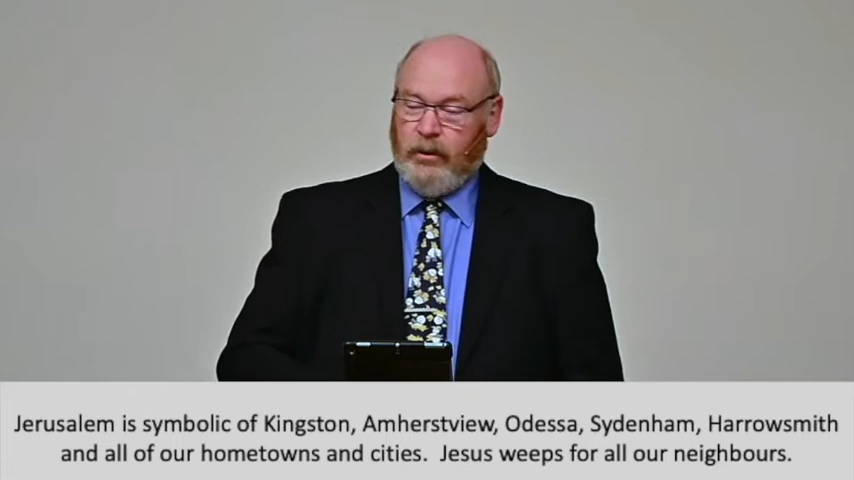 Jerusalem is symbolic of Kingston, Amherstview, Odessa, Sydenham, Harrowsmith
and all of our hometowns and cities.  Jesus weeps for all our neighbours.